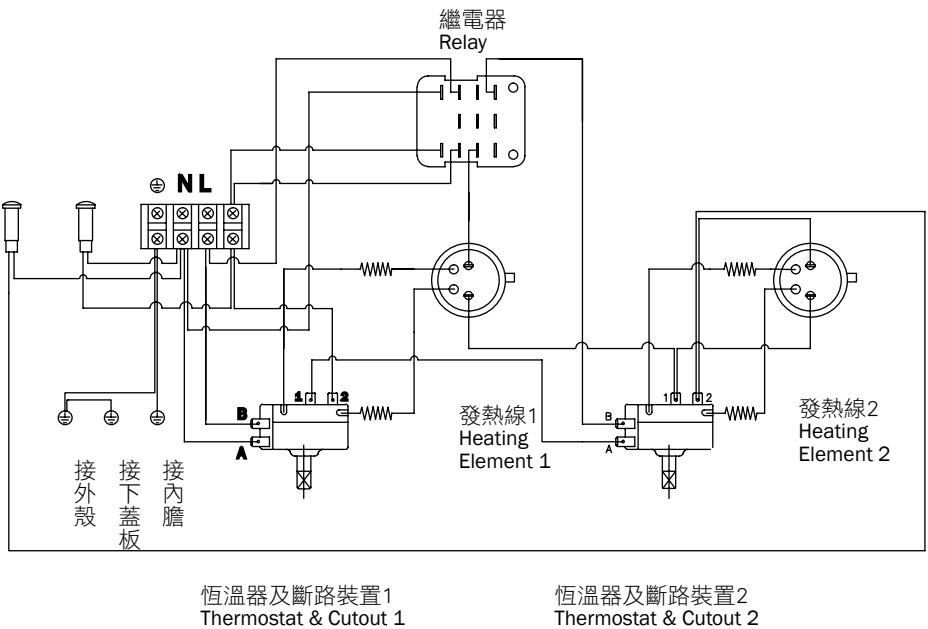 繼電器
Relay
N L
1 2
B
A
1 2
B
A
發熱線1
Heating
Element 1
發熱線2
Heating
Element 2
接外殼
接下蓋板
接內膽
恆溫器及斷路裝置1
Thermostat & Cutout 1
恆溫器及斷路裝置2
Thermostat & Cutout 2